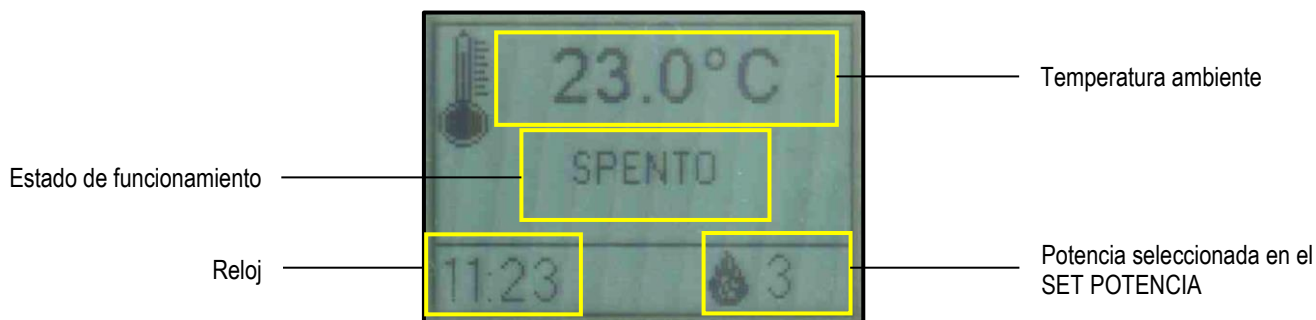 23.0°C
Temperatura ambiente
Estado de funcionamiento
SPENTO
Reloj
11:23
3
Potencia seleccionada en el
SET POTENCIA